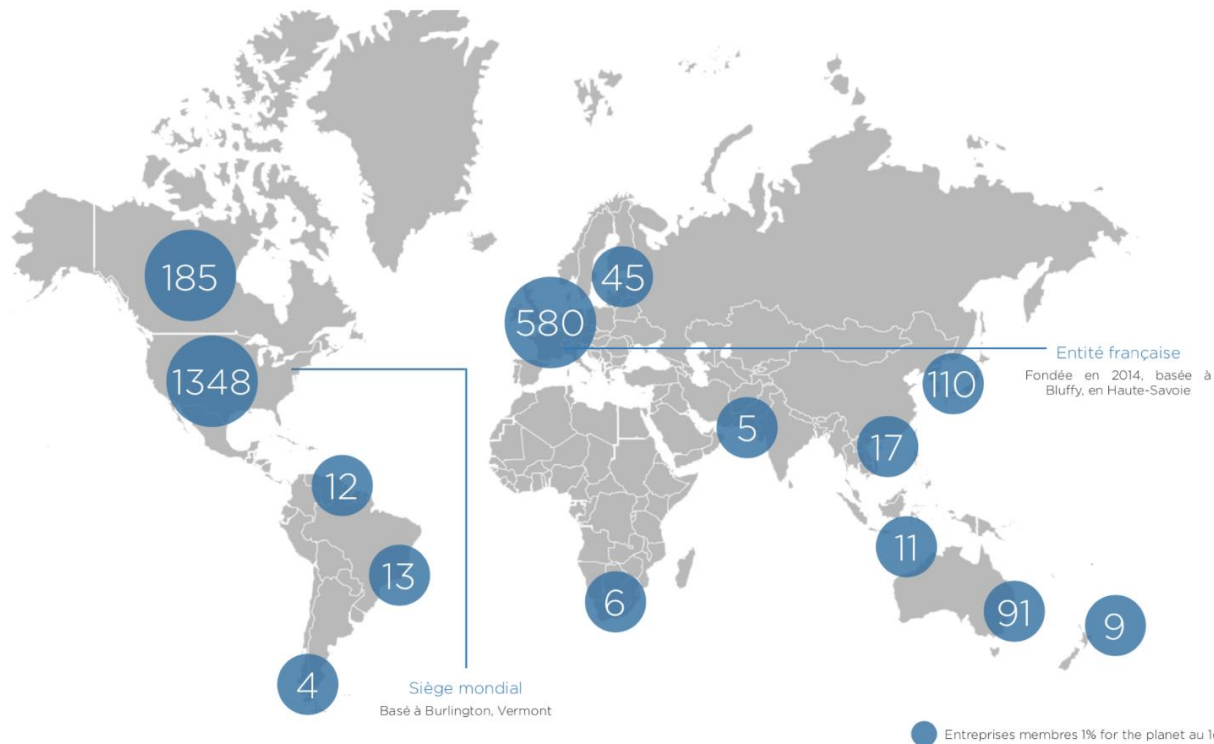 185
45
580
1348
Entité française
Fondée en 2014, basée à
Bluffy, en Haute-Savoie
110
5
17
12
11
13
6
91
9
4
Siège mondial
Basé à Burlington, Vermont
Entreprises membres 1% for the planet au